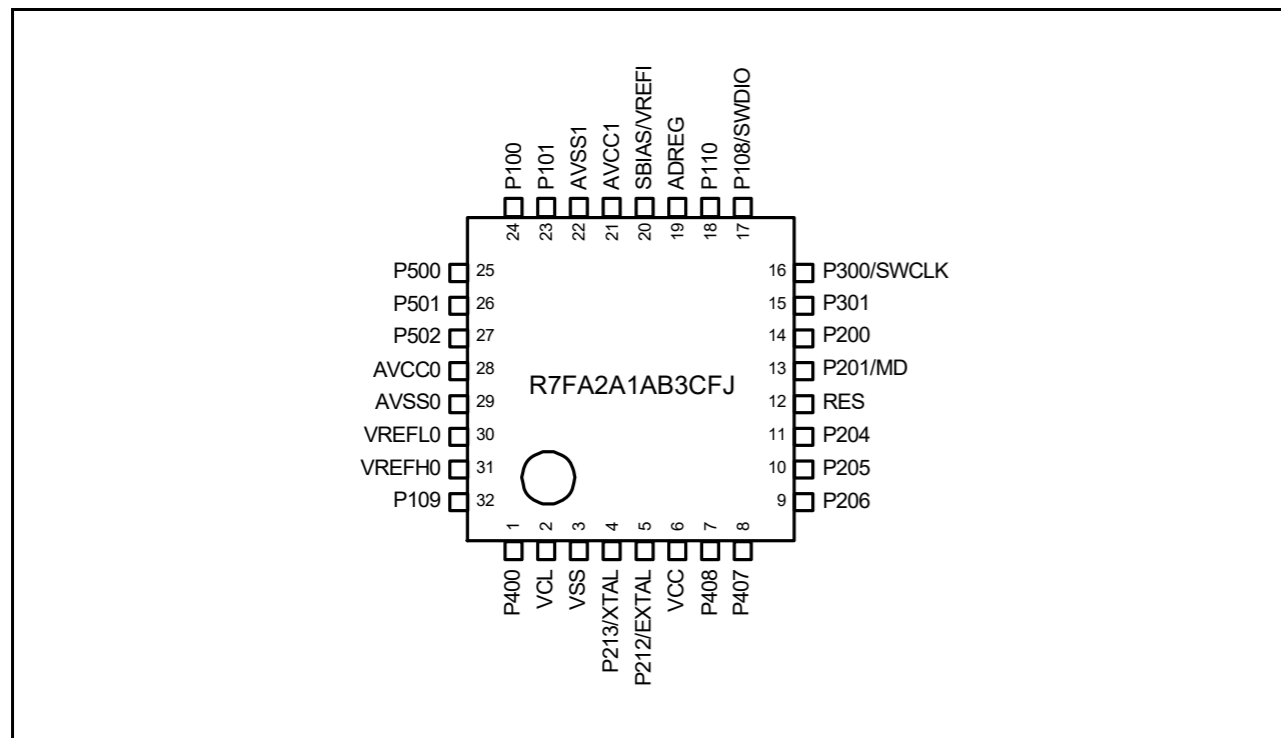 P100
P101
AVSS1
AVCC1
SBIAS/VREFI
ADREG
P110
P108/SWDIO
24
23
22
21
20
19
18
17
P500 25
P501 26
P502 27
AVCC0 28
AVSS0 29
VREFL0 30
VREFH0 31
P109 32
R7FA2A1AB3CFJ
16 P300/SWCLK
15 P301
14 P200
13 P201/MD
12 RES
11 P204
10 P205
9 P206
1
2
3
4
5
6
7
8
P400
VCL
VSS
P213/XTAL
P212/EXTAL
VCC
P408
P407